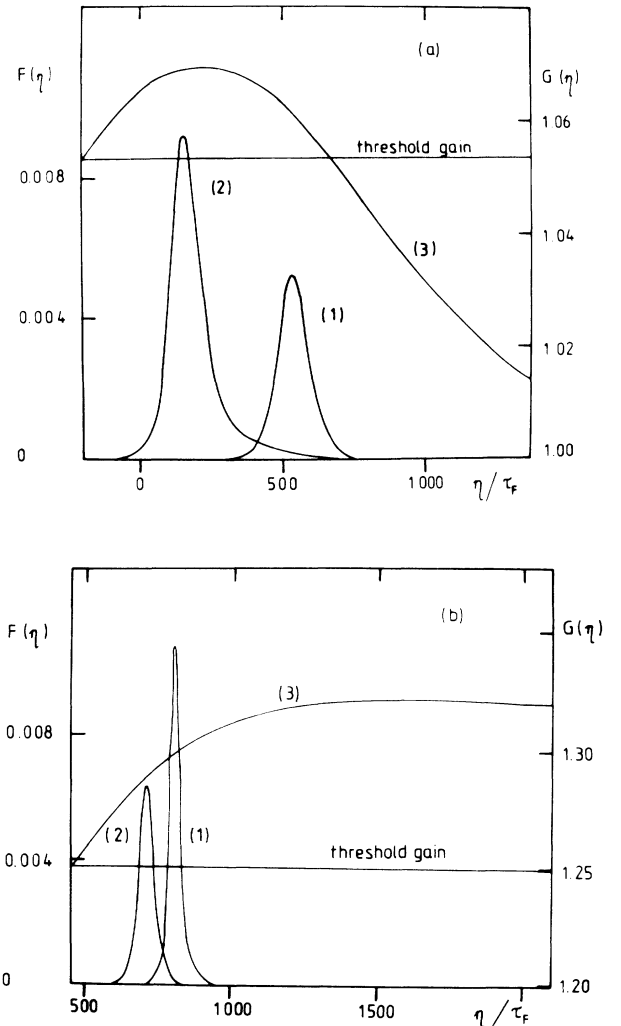 (a)
F(η)
G(η)
1.06
threshold gain
0.008
(2)
1.04
(3)
0.004
(1)
1.02
0
1.00
0
500
1000
η/τF
(b)
F(η)
G(η)
(3)
0.008
1.30
(2)
(1)
threshold gain
0.004
1.25
0
1.20
500
1000
1500
η/τF